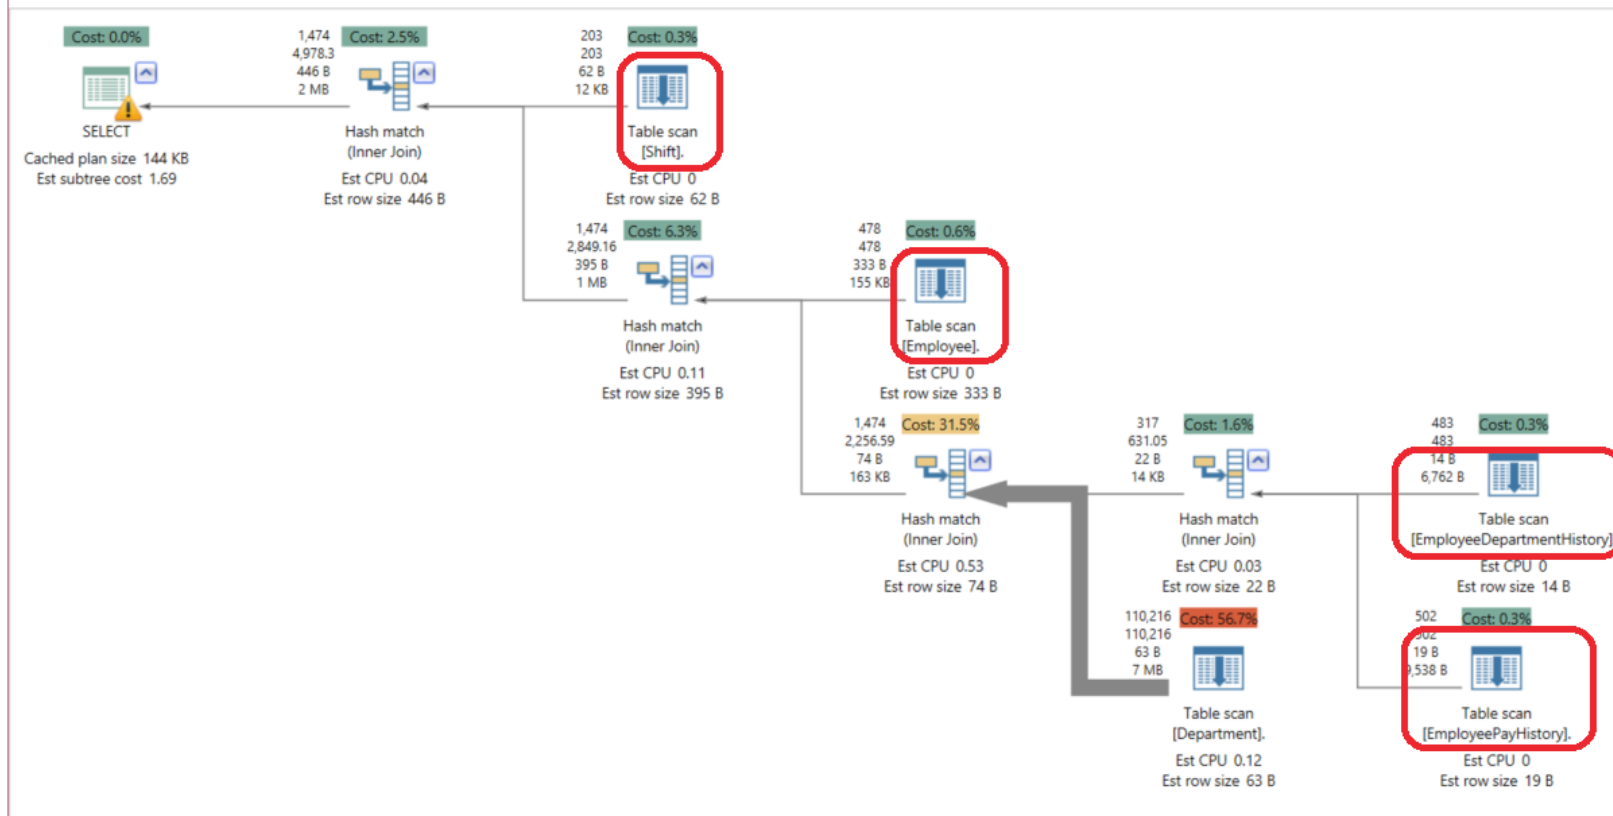 Cost: 0.0%
SELECT
Cached plan size 144 KB
Est subtree cost 1.69
1,474
4,978.3
446 B
2 MB
Cost: 2.5%
Hash match
(Inner Join)
Est CPU 0.04
Est row size 446 B
203
203
62 B
12 KB
Cost: 0.3%
Table scan
[Shift].
Est CPU 0
Est row size 62 B
1,474
2,849.16
395 B
1 MB
Cost: 6.3%
Hash match
(Inner Join)
Est CPU 0.11
Est row size 395 B
478
478
333 B
155 KB
Cost: 0.6%
Table scan
[Employee].
Est CPU 0
Est row size 333 B
1,474
2,256.59
74 B
163 KB
Cost: 31.5%
Hash match
(Inner Join)
Est CPU 0.53
Est row size 74 B
317
631.05
22 B
14 KB
Cost: 1.6%
Hash match
(Inner Join)
Est CPU 0.03
Est row size 22 B
483
483
14 B
6,762 B
Cost: 0.3%
Table scan
[EmployeeDepartmentHistory]
Est CPU 0
Est row size 14 B
110,216
110,216
63 B
7 MB
Cost: 56.7%
Table scan
[Department].
Est CPU 0.12
Est row size 63 B
502
502
19 B
9,538 B
Cost: 0.3%
Table scan
[EmployeePayHistory].
Est CPU 0
Est row size 19 B